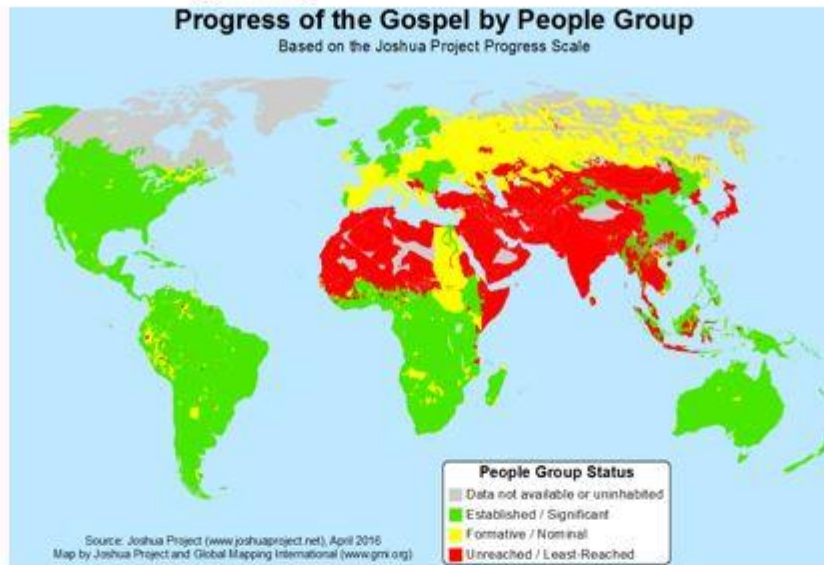 Progress of the Gospel by People Group
Based on the Joshua Project Progress Scale
People Group Status
Data not available or uninhabited
Established / Significant
Formative / Nominal
Unreached / Least-Reached
Source: Joshua Project (www.joshuaproject.net), April 2016
Map by Joshua Project and Global Mapping International (www.gmi.org)